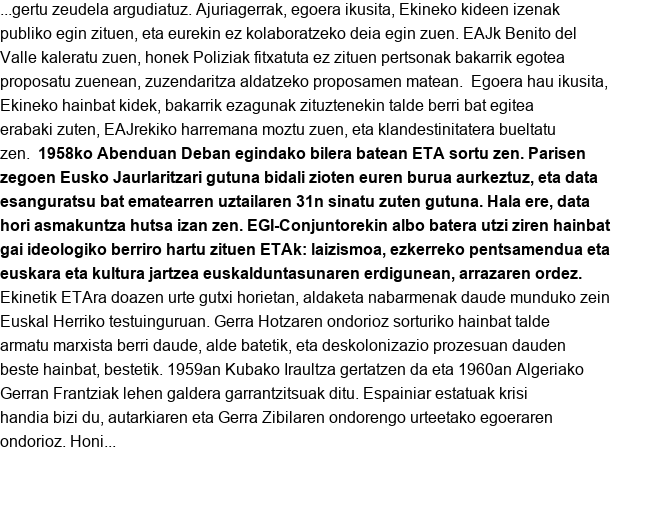 ...gertu zeudela argudiatuz. Ajuriagerrak, egoera ikusita, Ekineko kideen izenak
publiko egin zituen, eta eurekin ez kolaboratzeko deia egin zuen. EAJk Benito del
Valle kaleratu zuen, honek Poliziak fitxatuta ez zituen pertsonak bakarrik egotea
proposatu zuenean, zuzendaritza aldatzeko proposamen matean.  Egoera hau ikusita,
Ekineko hainbat kidek, bakarrik ezagunak zituztenekin talde berri bat egitea
erabaki zuten, EAJrekiko harremana moztu zuen, eta klandestinitatera bueltatu
zen.  1958ko Abenduan Deban egindako bilera batean ETA sortu zen. Parisen
zegoen Eusko Jaurlaritzari gutuna bidali zioten euren burua aurkeztuz, eta data
esanguratsu bat ematearren uztailaren 31n sinatu zuten gutuna. Hala ere, data
hori asmakuntza hutsa izan zen. EGI-Conjuntorekin albo batera utzi ziren hainbat
gai ideologiko berriro hartu zituen ETAk: laizismoa, ezkerreko pentsamendua eta
euskara eta kultura jartzea euskalduntasunaren erdigunean, arrazaren ordez.
Ekinetik ETAra doazen urte gutxi horietan, aldaketa nabarmenak daude munduko zein
Euskal Herriko testuinguruan. Gerra Hotzaren ondorioz sorturiko hainbat talde
armatu marxista berri daude, alde batetik, eta deskolonizazio prozesuan dauden
beste hainbat, bestetik. 1959an Kubako Iraultza gertatzen da eta 1960an Algeriako
Gerran Frantziak lehen galdera garrantzitsuak ditu. Espainiar estatuak krisi
handia bizi du, autarkiaren eta Gerra Zibilaren ondorengo urteetako egoeraren
ondorioz. Honi...